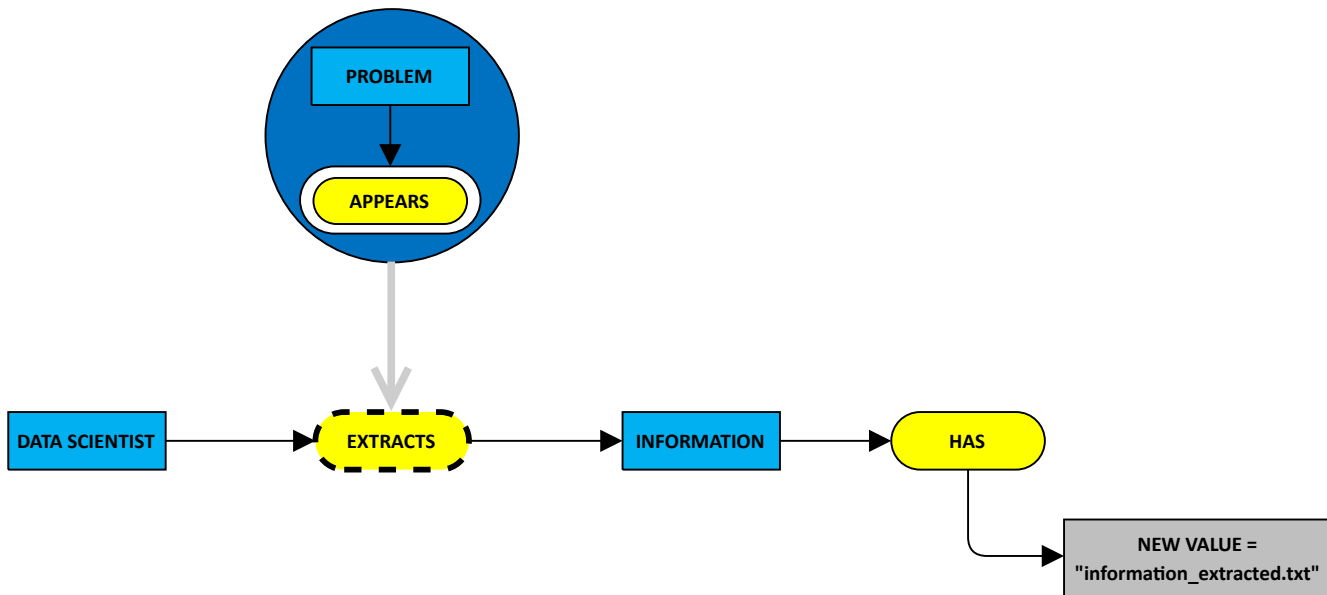 PROBLEM
APPEARS
DATA SCIENTIST
EXTRACTS
INFORMATION
HAS
NEW VALUE =
"information_extracted.txt"